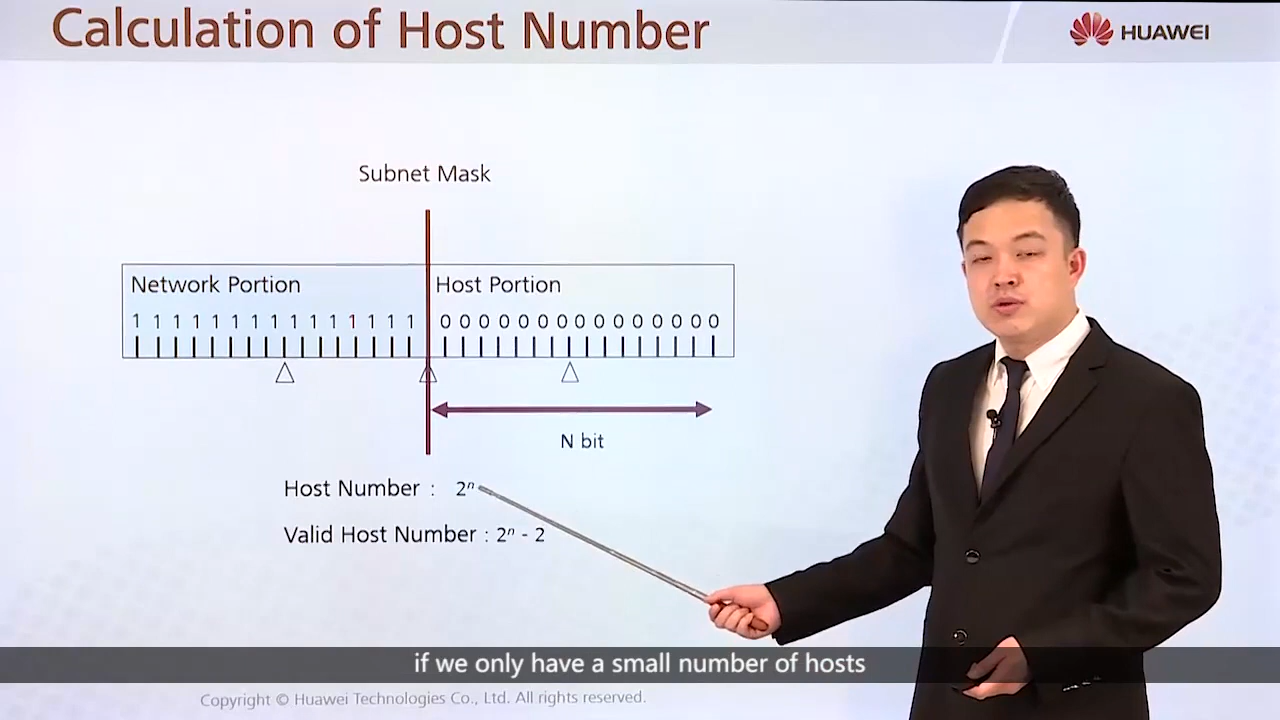 Calculation of Host Number
HUAWEI
Subnet Mask
Network Portion
Host Portion
1 1 1 1 1 1 1 1 1 1 1 1 1 1 1
0 0 0 0 0 0 0 0 0 0 0 0 0 0 0
N bit
Host Number : 2ⁿ
Valid Host Number : 2ⁿ - 2
if we only have a small number of hosts
Copyright © Huawei Technologies Co., Ltd. All rights reserved.